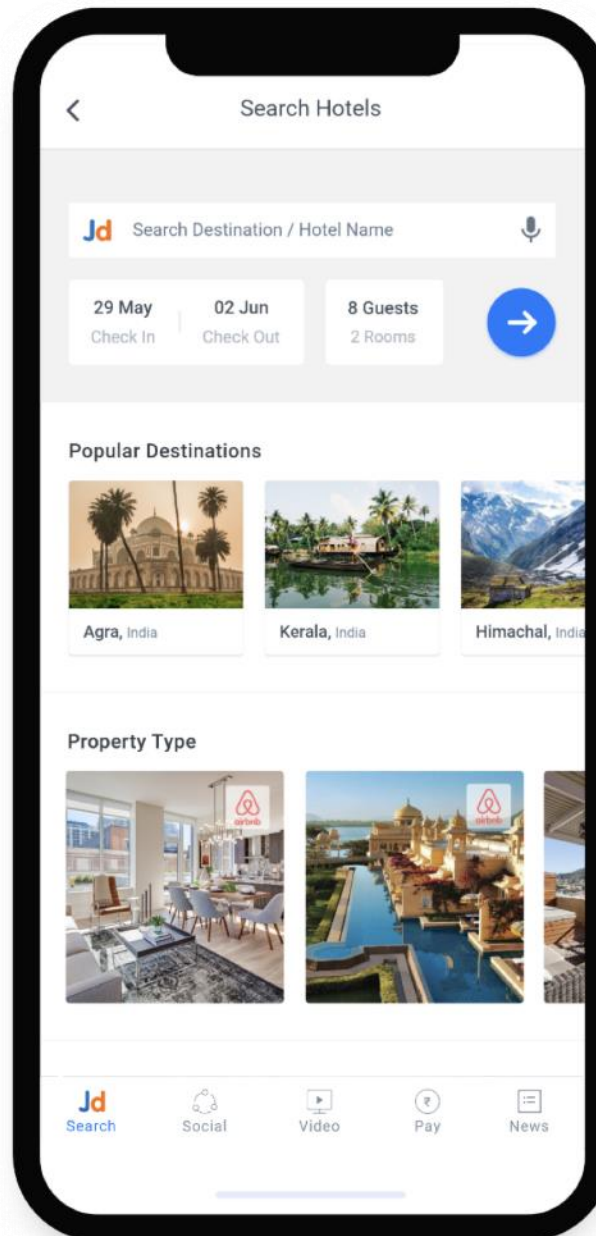 Search Hotels
Jd Search Destination / Hotel Name
29 May 02 Jun 8 Guests
Check In Check Out 2 Rooms
Popular Destinations
Agra, India Kerala, India Himachal, India
Property Type
airbnb airbnb
Jd
Search Social Video Pay News